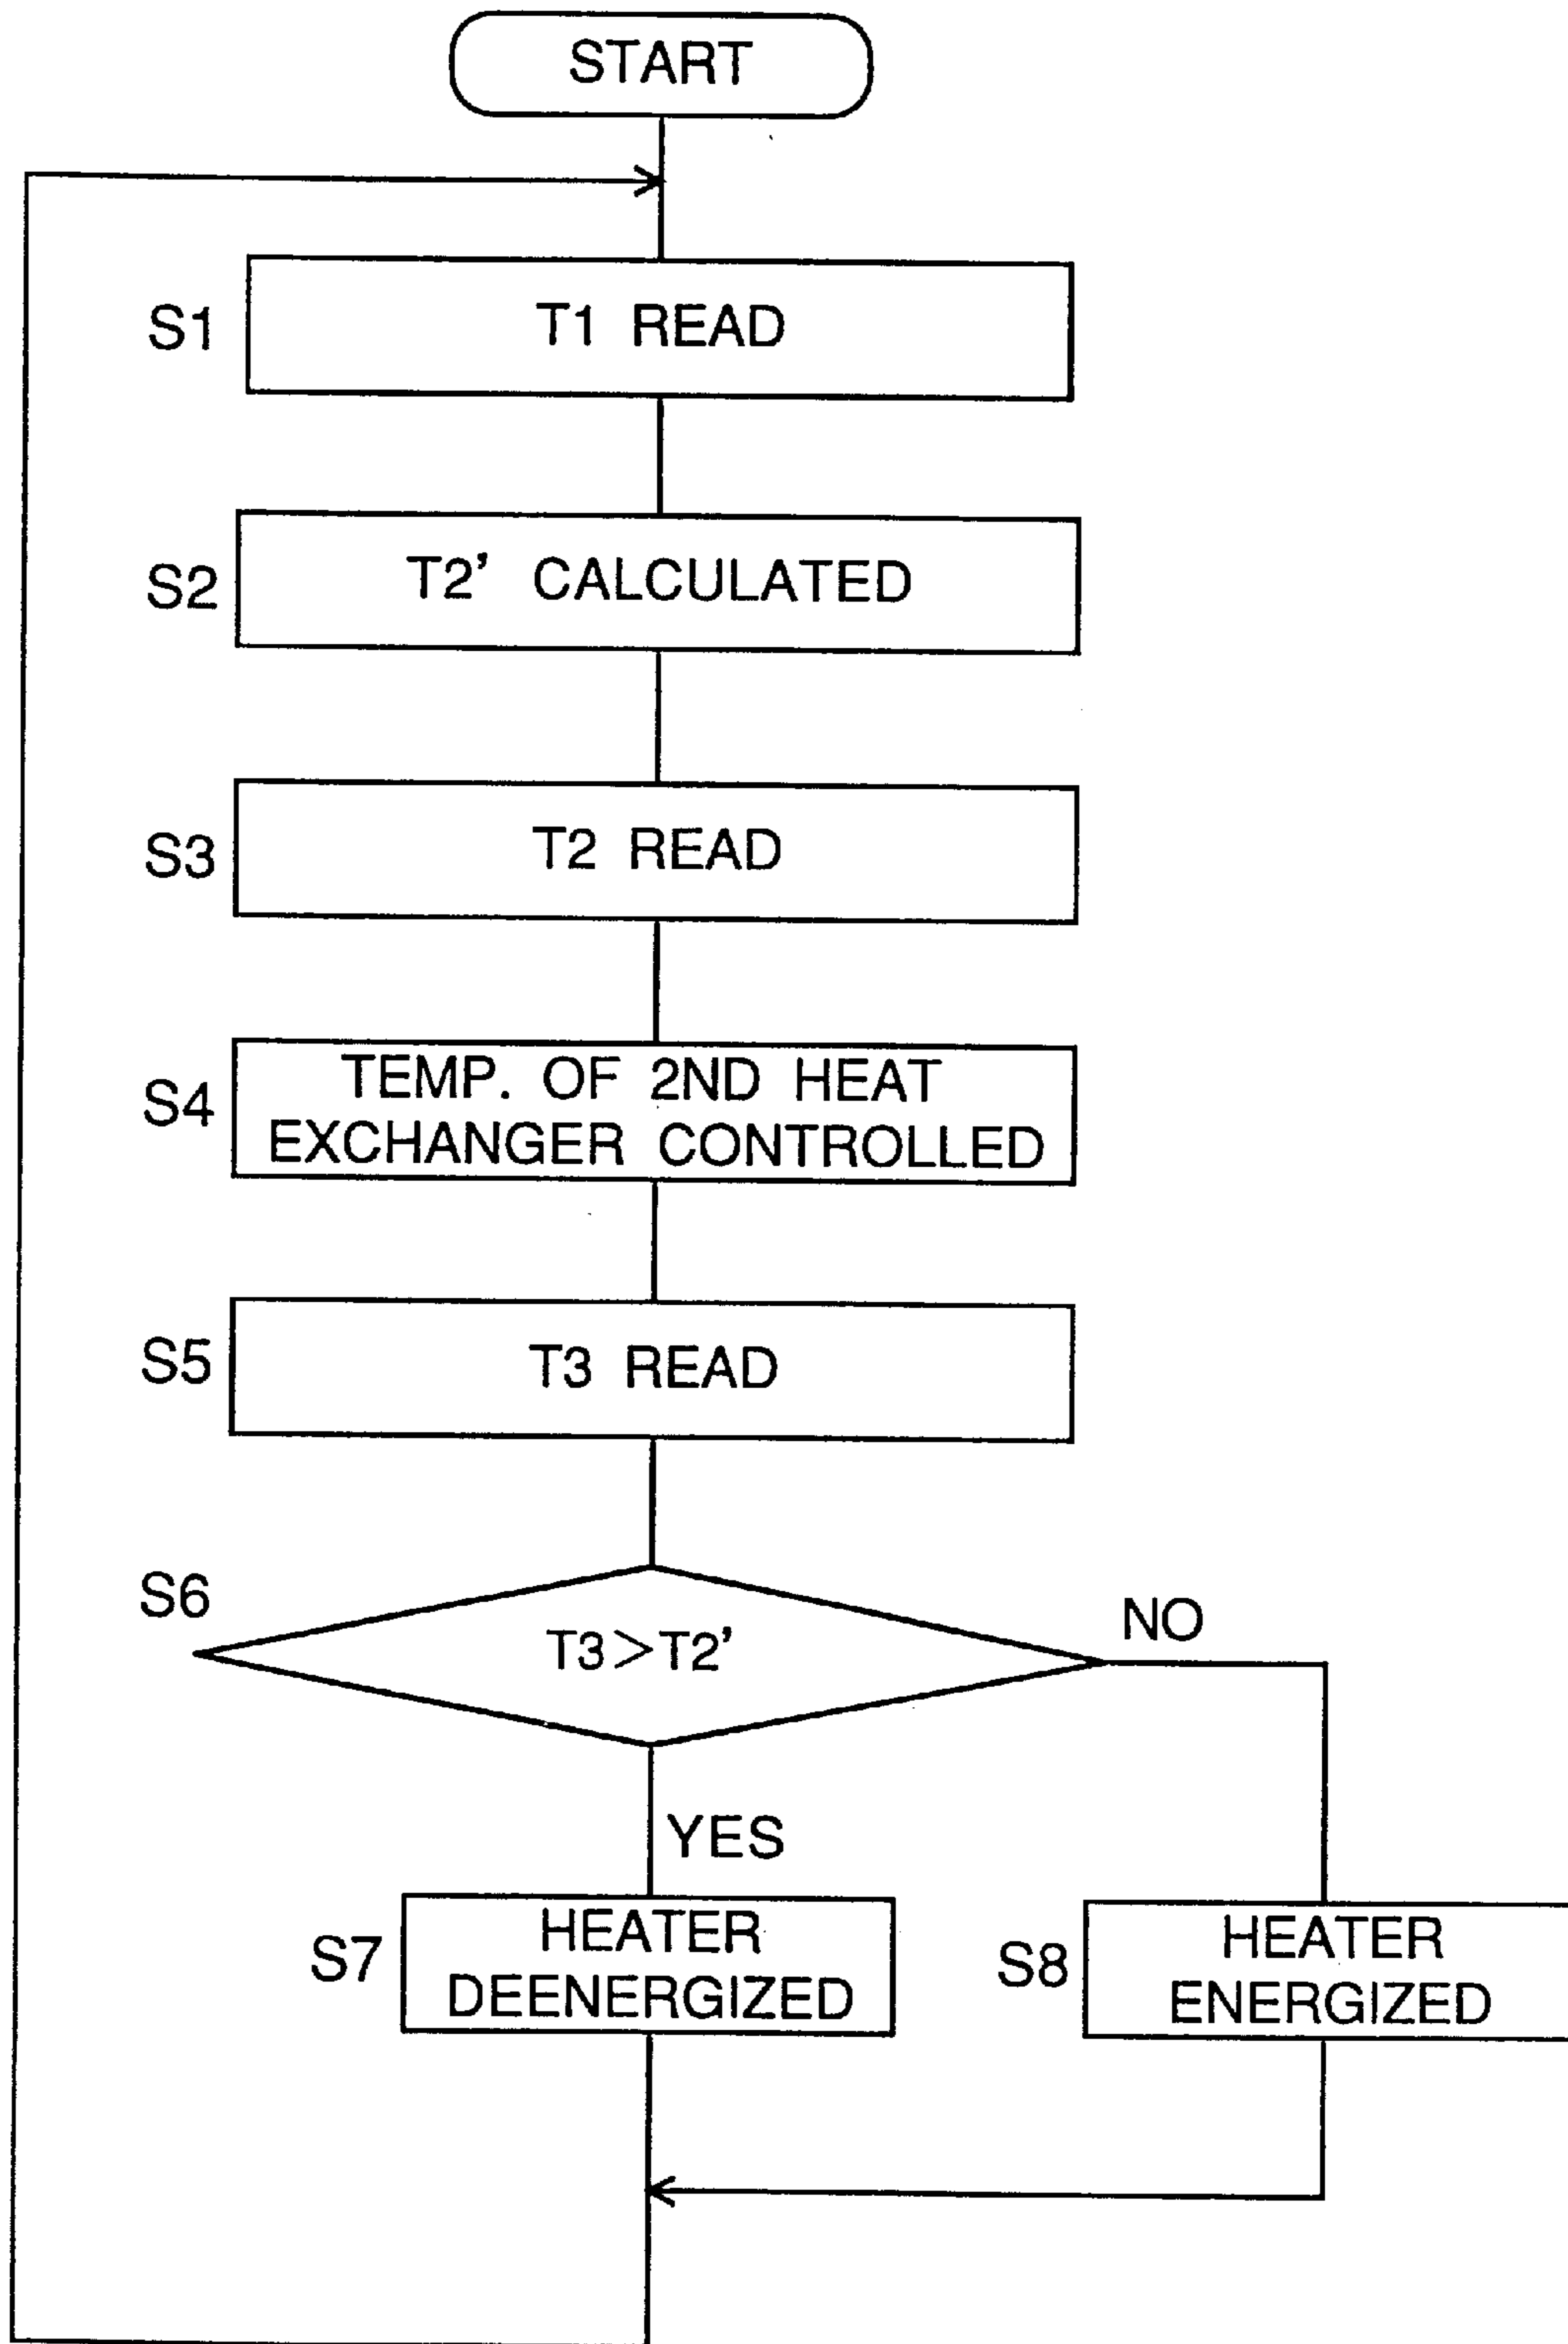 START
S1
T1 READ
S2
T2' CALCULATED
S3
T2 READ
S4
TEMP. OF 2ND HEAT
EXCHANGER CONTROLLED
S5
T3 READ
S6
T3>T2'
NO
YES
S7
HEATER
DEENERGIZED
S8
HEATER
ENERGIZED